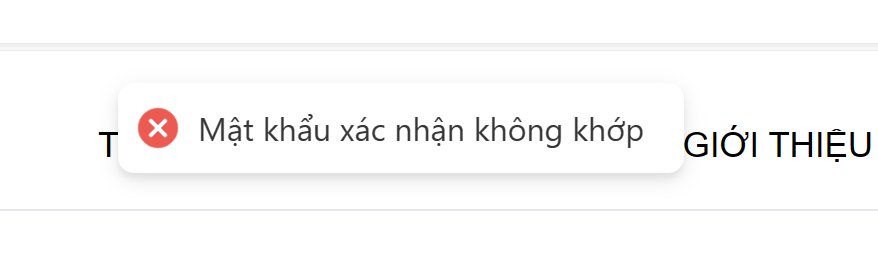 T
Mật khẩu xác nhận không khớp
GIỚI THIỆU